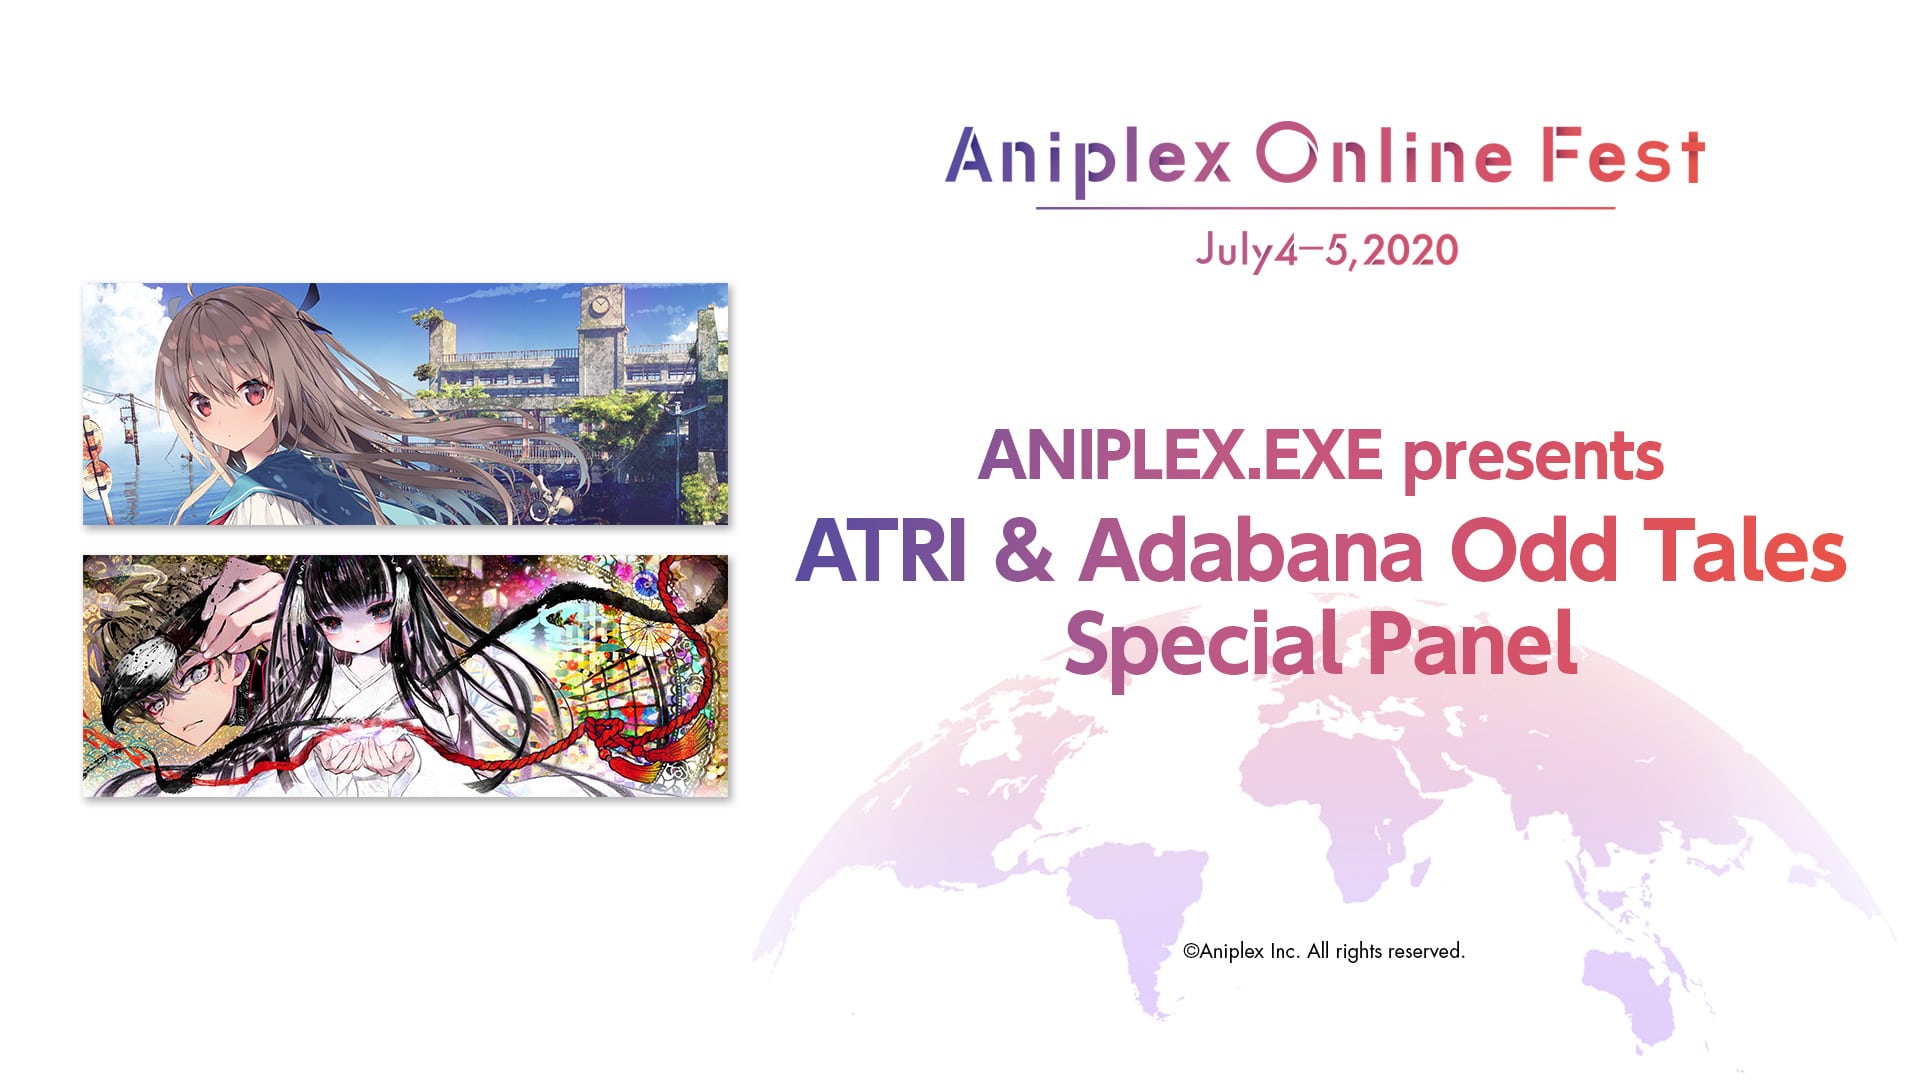 Aniplex Online Fest
July4–5,2020
ANIPLEX.EXE presents
ATRI & Adabana Odd Tales
Special Panel
©Aniplex Inc. All rights reserved.